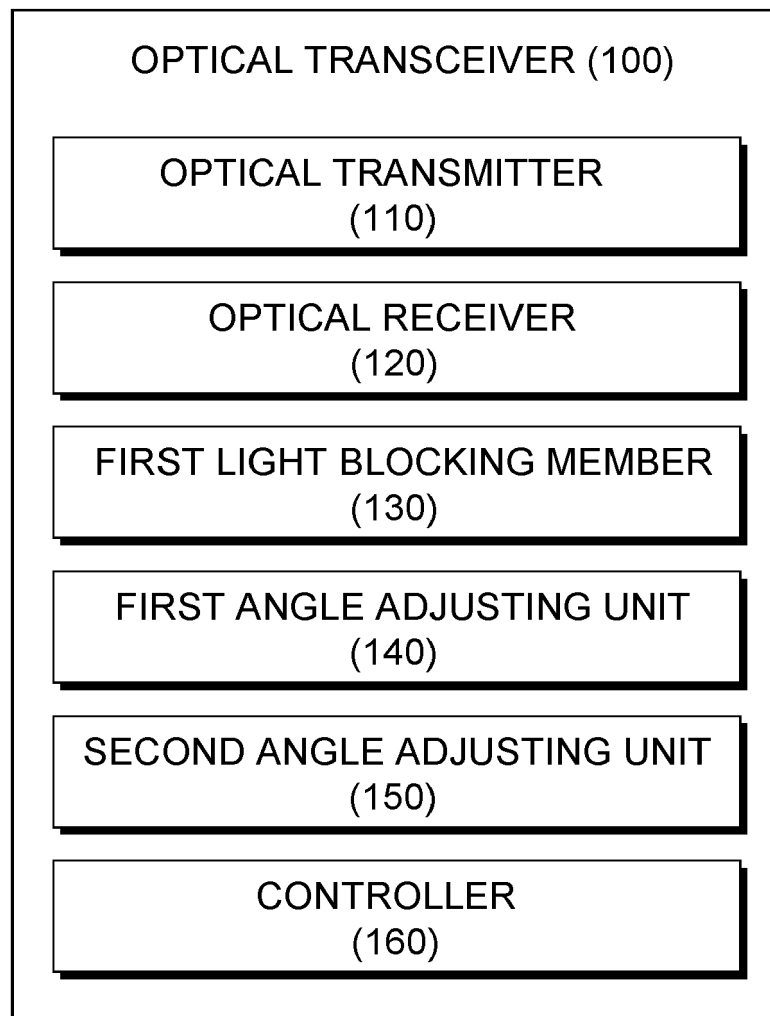 OPTICAL TRANSCEIVER (100)
OPTICAL TRANSMITTER
(110)
OPTICAL RECEIVER
(120)
FIRST LIGHT BLOCKING MEMBER
(130)
FIRST ANGLE ADJUSTING UNIT
(140)
SECOND ANGLE ADJUSTING UNIT
(150)
CONTROLLER
(160)